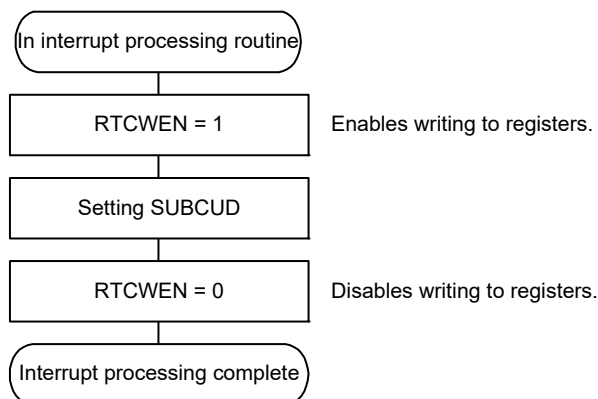 In interrupt processing routine
RTCWEN = 1
Enables writing to registers.
Setting SUBCUD
RTCWEN = 0
Disables writing to registers.
Interrupt processing complete